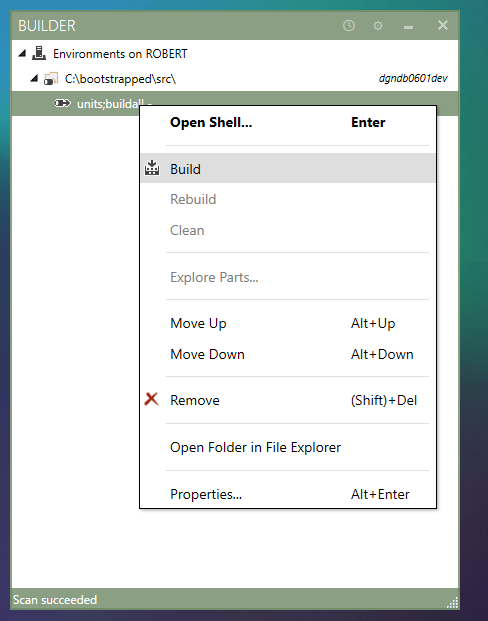 BUILDER
Environments on ROBERT
C:\bootstrapped\src\ dgndb0601dev
units;buildall -
Open Shell... Enter
Build
Rebuild
Clean
Explore Parts...
Move Up Alt+Up
Move Down Alt+Down
Remove (Shift)+Del
Open Folder in File Explorer
Properties... Alt+Enter
Scan succeeded